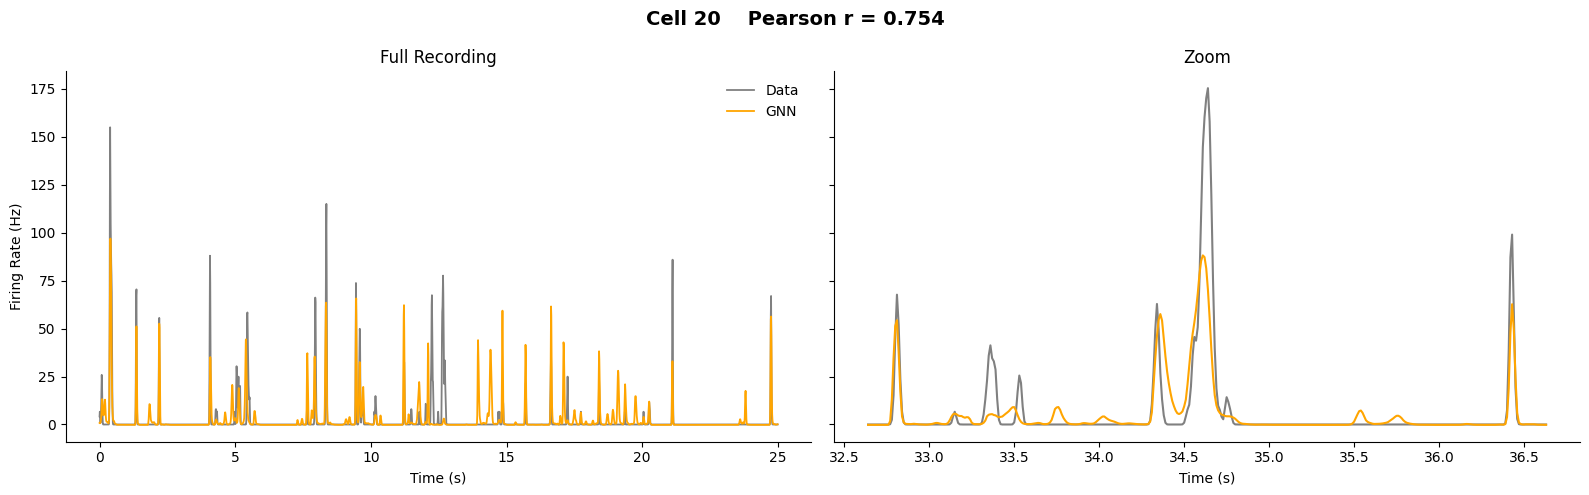 Cell 20    Pearson r = 0.754
Full Recording
Zoom
Data
GNN
Firing Rate (Hz)
175
150
125
100
75
50
25
0
0 5 10 15 20 25
32.5 33.0 33.5 34.0 34.5 35.0 35.5 36.0 36.5
Time (s)
Time (s)